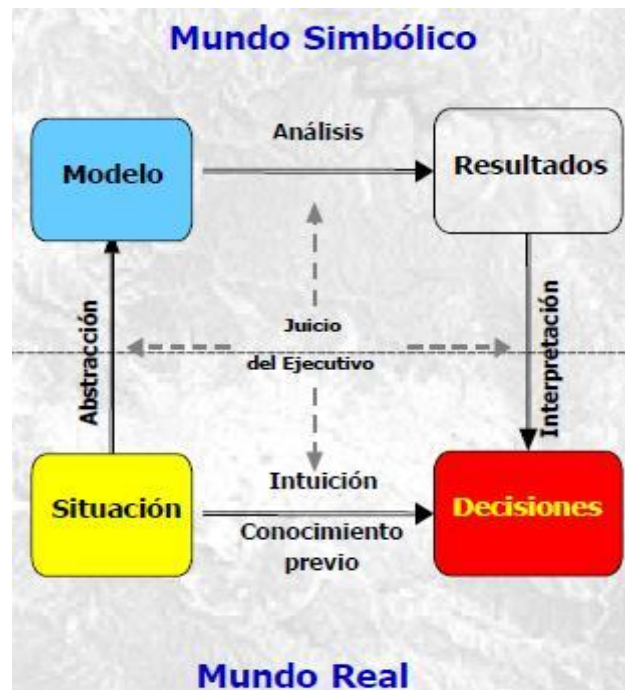 Mundo Simbólico
Análisis
Modelo
Resultados
Abstracción
Juicio
del Ejecutivo
Interpretación
Situación
Intuición
Conocimiento
previo
Decisiones
Mundo Real